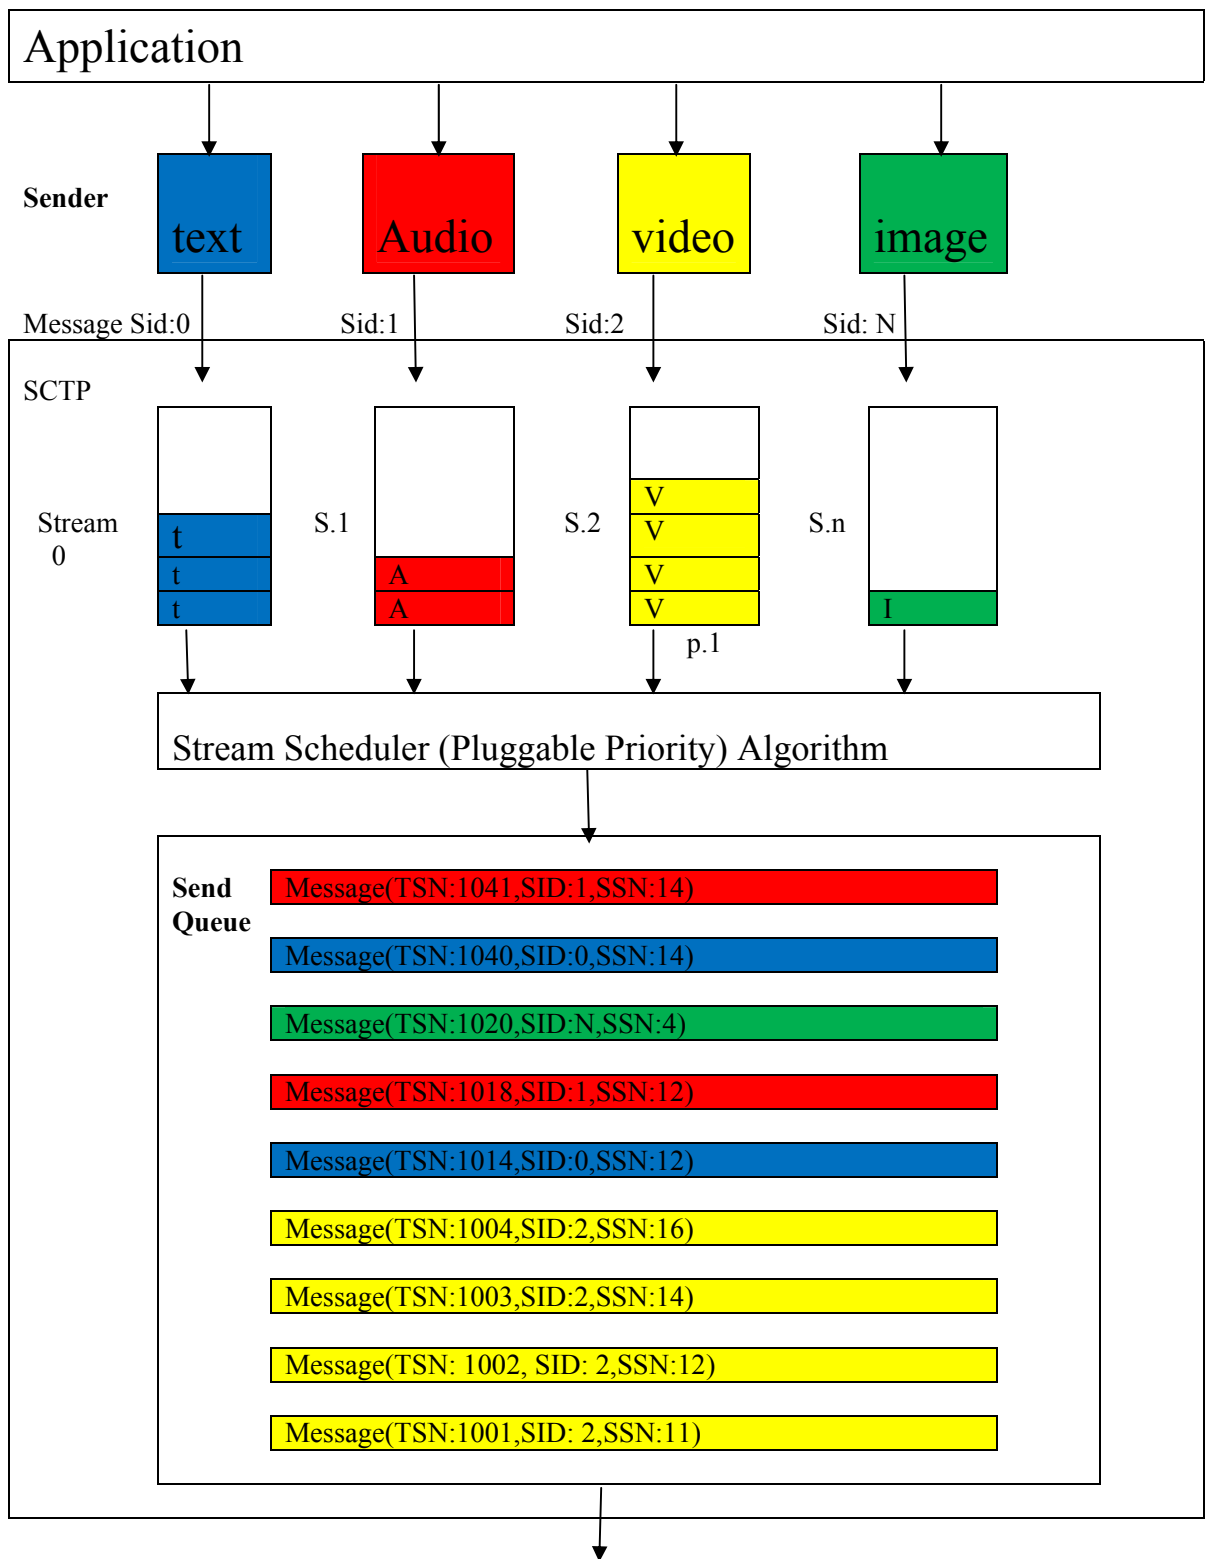 Application
Sender
text
Audio
video
image
Message Sid:0
Sid:1
Sid:2
Sid: N
SCTP
Stream
0
t
t
t
S.1
A
A
S.2
V
V
V
V
p.1
S.n
I
Stream Scheduler (Pluggable Priority) Algorithm
Send
Queue
Message(TSN:1041,SID:1,SSN:14)
Message(TSN:1040,SID:0,SSN:14)
Message(TSN:1020,SID:N,SSN:4)
Message(TSN:1018,SID:1,SSN:12)
Message(TSN:1014,SID:0,SSN:12)
Message(TSN:1004,SID:2,SSN:16)
Message(TSN:1003,SID:2,SSN:14)
Message(TSN: 1002, SID: 2,SSN:12)
Message(TSN:1001,SID: 2,SSN:11)